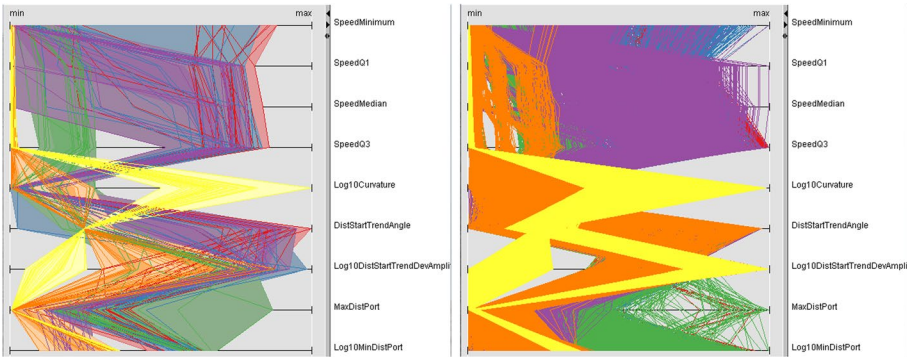 min max
SpeedMinimum
SpeedQ1
SpeedMedian
SpeedQ3
Log10Curvature
DistStartTrendAngle
Log10DistStartTrendDevAmpli
MaxDistPort
Log10MinDistPort
min max
SpeedMinimum
SpeedQ1
SpeedMedian
SpeedQ3
Log10Curvature
DistStartTrendAngle
Log10DistStartTrendDevAmpli
MaxDistPort
Log10MinDistPort